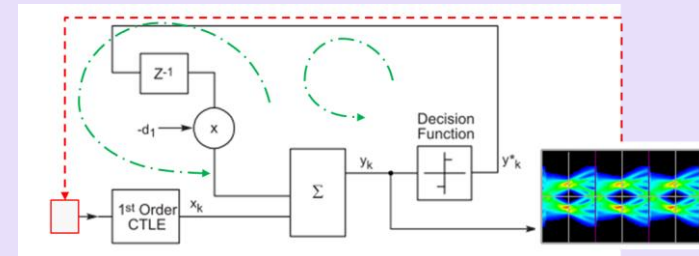 Z-1
-d1
x
Decision
Function
yk
y*k
Σ
1st Order
CTLE
xk